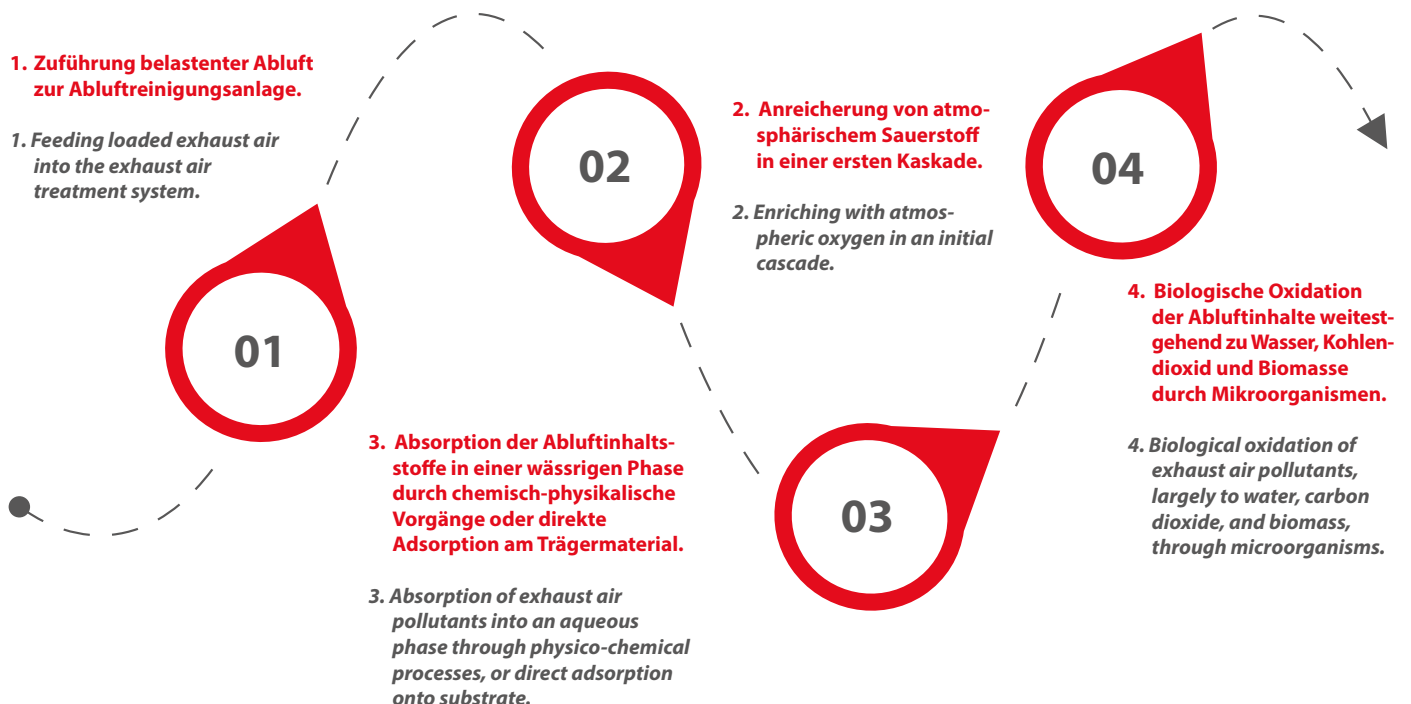 1. Zuführung belastenter Abluft
zur Abluftreinigungsanlage.
1. Feeding loaded exhaust air
into the exhaust air
treatment system.
01
02
2. Anreicherung von atmo-
sphärischem Sauerstoff
in einer ersten Kaskade.
2. Enriching with atmos-
pheric oxygen in an initial
cascade.
3. Absorption der Abluftinhalts-
stoffe in einer wässrigen Phase
durch chemisch-physikalische
Vorgänge oder direkte
Adsorption am Trägermaterial.
3. Absorption of exhaust air
pollutants into an aqueous
phase through physico-chemical
processes, or direct adsorption
onto substrate.
03
04
4. Biologische Oxidation
der Abluftinhalte weitest-
gehend zu Wasser, Kohlen-
dioxid und Biomasse
durch Mikroorganismen.
4. Biological oxidation of
exhaust air pollutants,
largely to water, carbon
dioxide, and biomass,
through microorganisms.